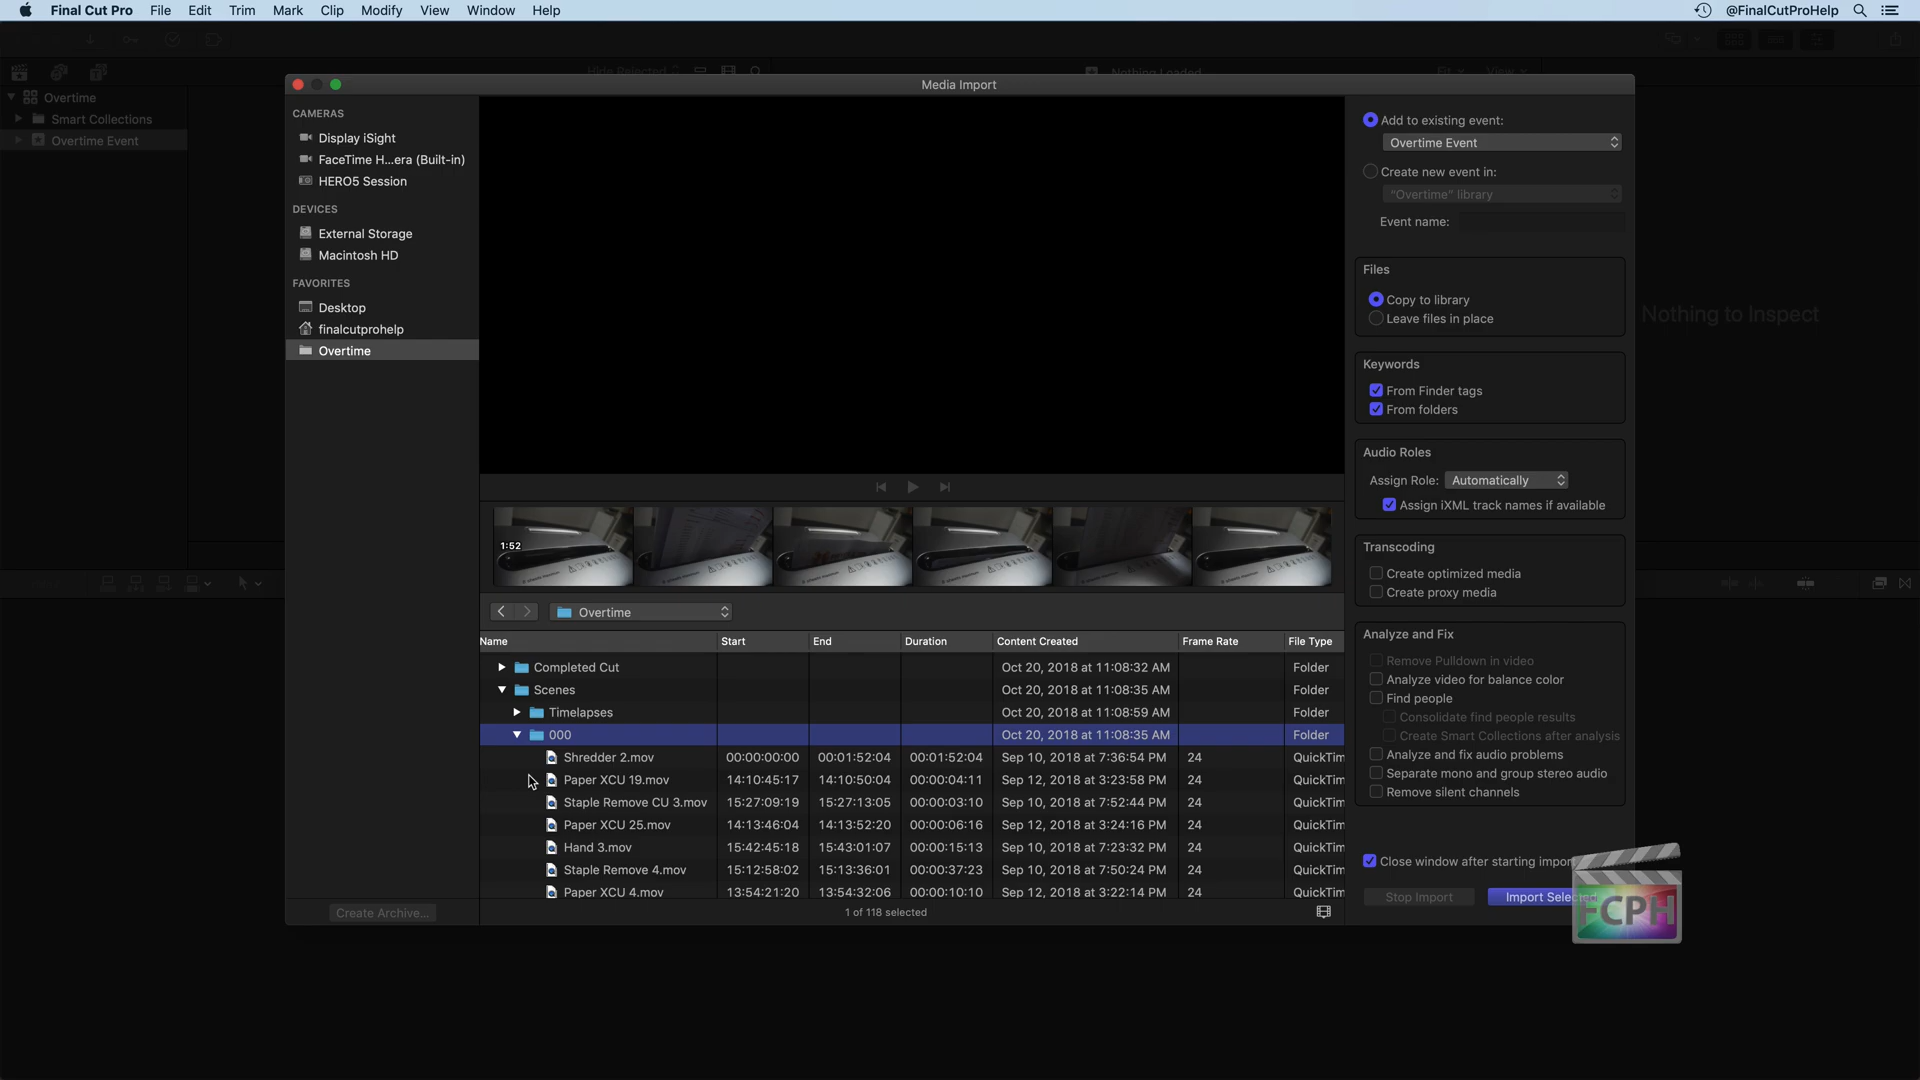 Final Cut Pro File Edit Trim Mark Clip Modify View Window Help @FinalCutProHelp
Hide Rejected Nothing Loaded Fit View
Overtime
Smart Collections
Overtime Event
Media Import
CAMERAS
Display iSight
FaceTime H...era (Built-in)
HERO5 Session
DEVICES
External Storage
Macintosh HD
FAVORITES
Desktop
finalcutprohelp
Overtime
Create Archive...
1:52
Overtime
Name Start End Duration Content Created Frame Rate File Type
Completed Cut Oct 20, 2018 at 11:08:32 AM Folder
Scenes Oct 20, 2018 at 11:08:35 AM Folder
Timelapses Oct 20, 2018 at 11:08:59 AM Folder
000 Oct 20, 2018 at 11:08:35 AM Folder
Shredder 2.mov 00:00:00:00 00:01:52:04 00:01:52:04 Sep 10, 2018 at 7:36:54 PM 24 QuickTim
Paper XCU 19.mov 14:10:45:17 14:10:50:04 00:00:04:11 Sep 12, 2018 at 3:23:58 PM 24 QuickTim
Staple Remove CU 3.mov 15:27:09:19 15:27:13:05 00:00:03:10 Sep 10, 2018 at 7:52:44 PM 24 QuickTim
Paper XCU 25.mov 14:13:46:04 14:13:52:20 00:00:06:16 Sep 12, 2018 at 3:24:16 PM 24 QuickTim
Hand 3.mov 15:42:45:18 15:43:01:07 00:00:15:13 Sep 10, 2018 at 7:23:32 PM 24 QuickTim
Staple Remove 4.mov 15:12:58:02 15:13:36:01 00:00:37:23 Sep 10, 2018 at 7:50:24 PM 24 QuickTim
Paper XCU 4.mov 13:54:21:20 13:54:32:06 00:00:10:10 Sep 12, 2018 at 3:22:14 PM 24 QuickTim
1 of 118 selected
Add to existing event:
Overtime Event
Create new event in:
"Overtime" library
Event name:
Files
Copy to library
Leave files in place
Keywords
From Finder tags
From folders
Audio Roles
Assign Role: Automatically
Assign iXML track names if available
Transcoding
Create optimized media
Create proxy media
Analyze and Fix
Remove Pulldown in video
Analyze video for balance color
Find people
Consolidate find people results
Create Smart Collections after analysis
Analyze and fix audio problems
Separate mono and group stereo audio
Remove silent channels
Close window after starting import
Stop Import Import Selected
FCPH
Nothing to Inspect